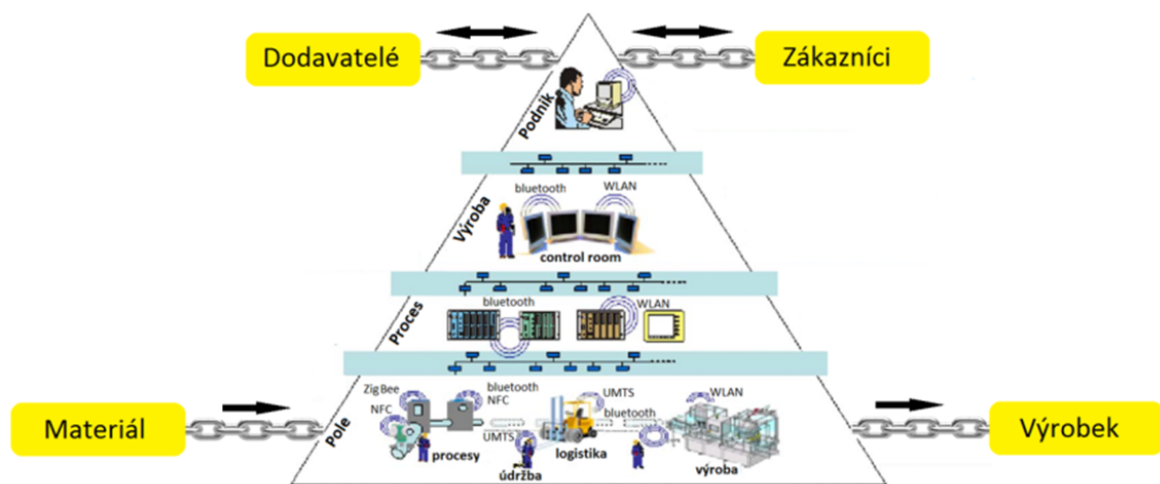 Dodavatelé
Zákazníci
Podnik
bluetooth
WLAN
Výroba
control room
bluetooth
WLAN
Proces
ZigBee
bluetooth
NFC
NFC
UMTS
WLAN
bluetooth
UMTS
Materiál
Pole
procesy
logistika
údržba
výroba
Výrobek